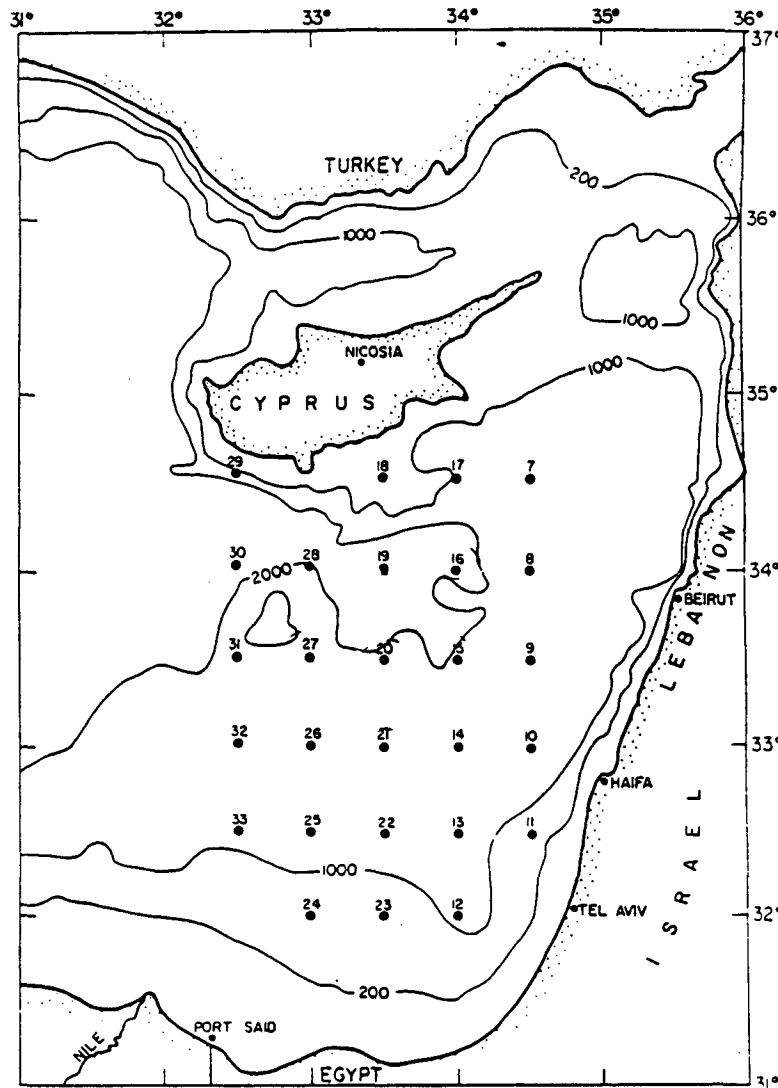 31° 32° 33° 34° 35° 36°
37°
TURKEY
200
36°
1000
1000
NICOSIA
1000
35°
CYPRUS
29 18 17 7
30 28 19 16 8
34°
2000
BEIRUT
LEBANON
31 27 20 15 9
32 26 21 14 10
33°
HAIFA
33 25 22 13 11
1000
24 23 12
32°
TEL AVIV
ISRAEL
200
PORT SAID
NILE
EGYPT
31°